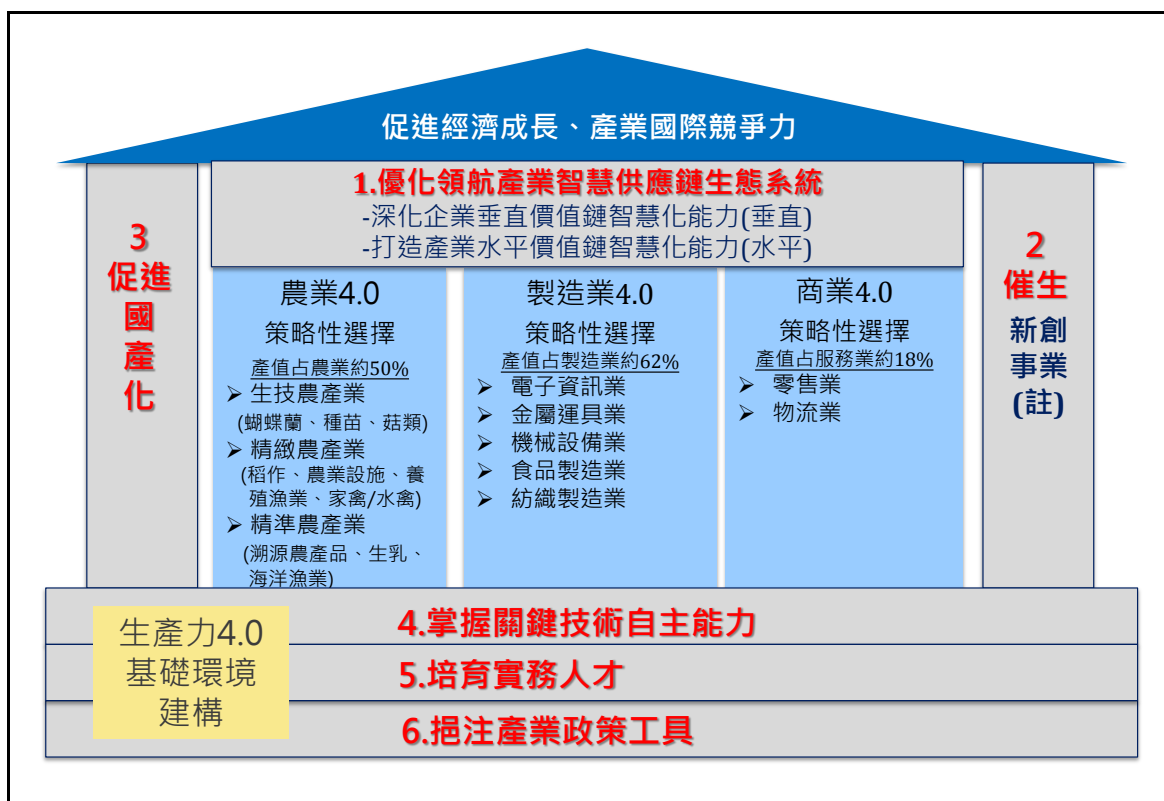 促進經濟成長、產業國際競爭力
1.優化領航產業智慧供應鏈生態系統
-深化企業垂直價值鏈智慧化能力(垂直)
-打造產業水平價值鏈智慧化能力(水平)
3
促進
國
產
化
農業4.0
策略性選擇
產值占農業約50%
➢ 生技農產業
(蝴蝶蘭、種苗、菇類)
➢ 精緻農產業
(稻作、農業設施、養
殖漁業、家禽/水禽)
➢ 精準農產業
(溯源農產品、生乳、
海洋漁業)
製造業4.0
策略性選擇
產值占製造業約62%
➢ 電子資訊業
➢ 金屬運具業
➢ 機械設備業
➢ 食品製造業
➢ 紡織製造業
商業4.0
策略性選擇
產值占服務業約18%
➢ 零售業
➢ 物流業
2
催生
新創
事業
(註)
生產力4.0
基礎環境
建構
4.掌握關鍵技術自主能力
5.培育實務人才
6.挹注產業政策工具